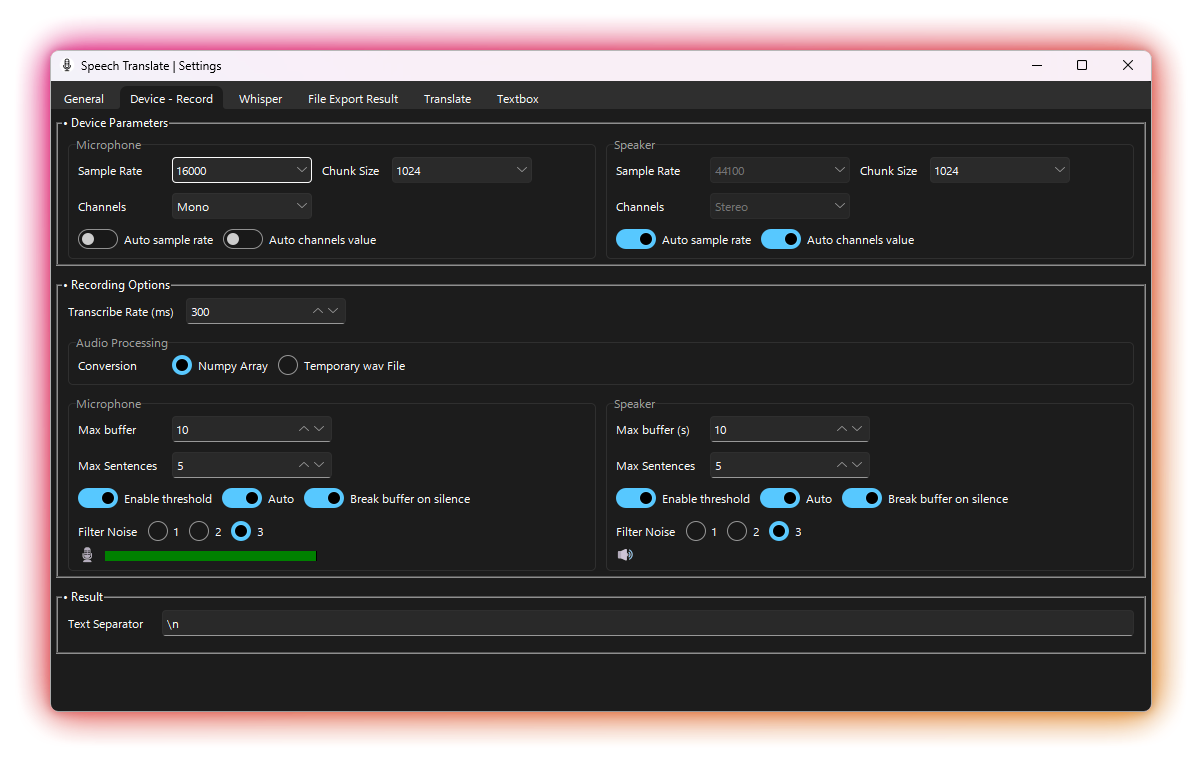 Speech Translate | Settings
General Device - Record Whisper File Export Result Translate Textbox
• Device Parameters
Microphone
Sample Rate 16000 Chunk Size 1024
Channels Mono
Auto sample rate Auto channels value
Speaker
Sample Rate 44100 Chunk Size 1024
Channels Stereo
Auto sample rate Auto channels value
• Recording Options
Transcribe Rate (ms) 300
Audio Processing
Conversion Numpy Array Temporary wav File
Microphone
Max buffer 10
Max Sentences 5
Enable threshold Auto Break buffer on silence
Filter Noise 1 2 3
Speaker
Max buffer (s) 10
Max Sentences 5
Enable threshold Auto Break buffer on silence
Filter Noise 1 2 3
• Result
Text Separator \n